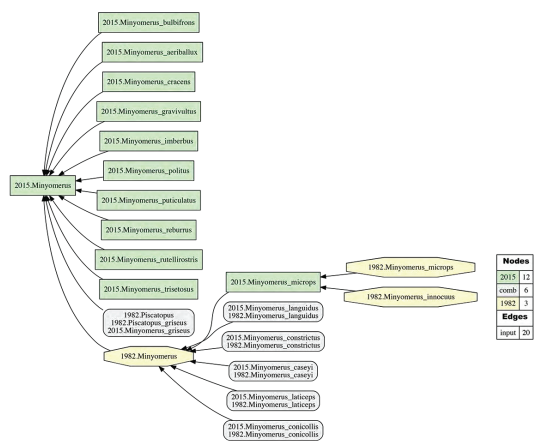 2015.Minyomerus_bulbifrons
2015.Minyomerus_aeriballux
2015.Minyomerus_cracens
2015.Minyomerus_gravivultus
2015.Minyomerus_imberbus
2015.Minyomerus_politus
2015.Minyomerus
2015.Minyomerus_puticulatus
2015.Minyomerus_reburrus
2015.Minyomerus_rutellirostris
2015.Minyomerus_trisetosus
1982.Piscatopus
1982.Piscatopus_griseus
2015.Minyomerus_griseus
1982.Minyomerus
2015.Minyomerus_microps
1982.Minyomerus_microps
1982.Minyomerus_innocuus
2015.Minyomerus_languidus
1982.Minyomerus_languidus
2015.Minyomerus_constrictus
1982.Minyomerus_constrictus
2015.Minyomerus_caseyi
1982.Minyomerus_caseyi
2015.Minyomerus_laticeps
1982.Minyomerus_laticeps
2015.Minyomerus_conicollis
1982.Minyomerus_conicollis
Nodes
2015 12
comb 6
1982 3
Edges
input 20